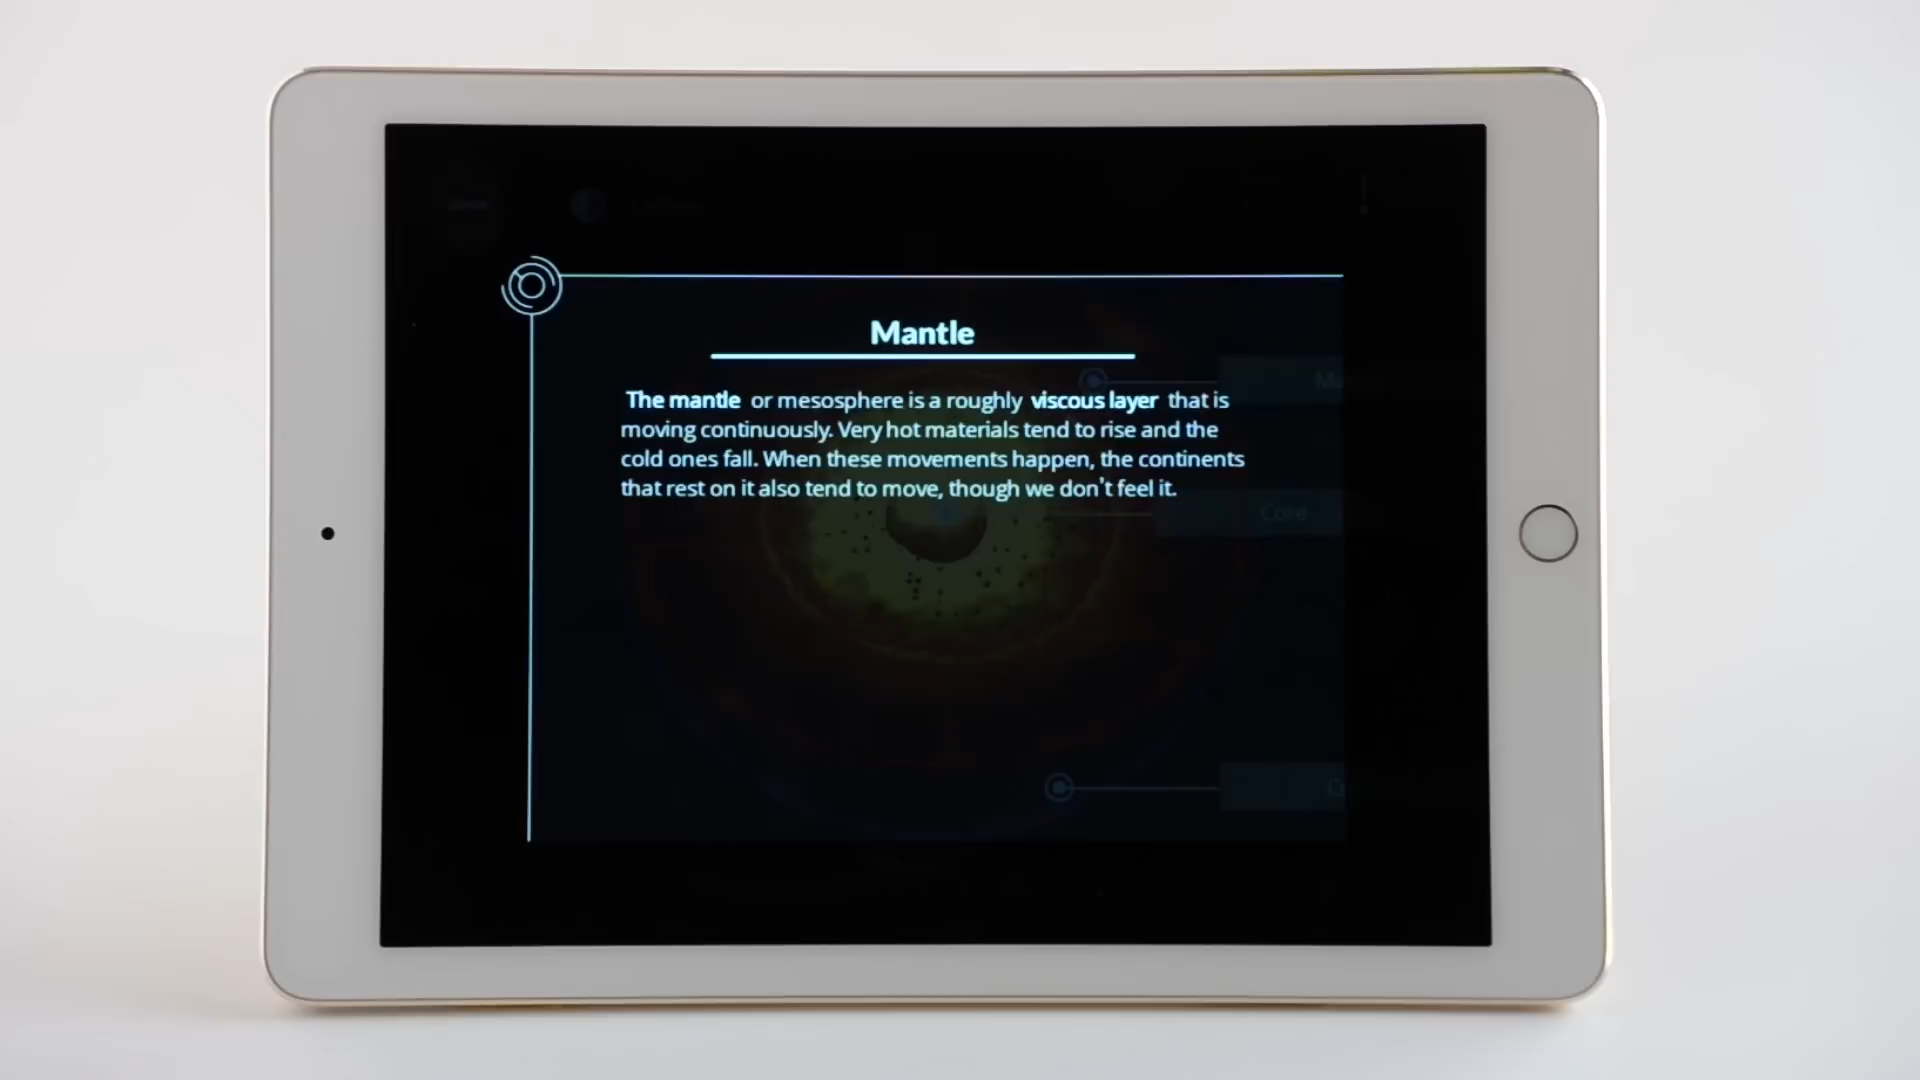 Mantle
The mantle or mesosphere is a roughly viscous layer that is
moving continuously. Very hot materials tend to rise and the
cold ones fall. When these movements happen, the continents
that rest on it also tend to move, though we don't feel it.
Core